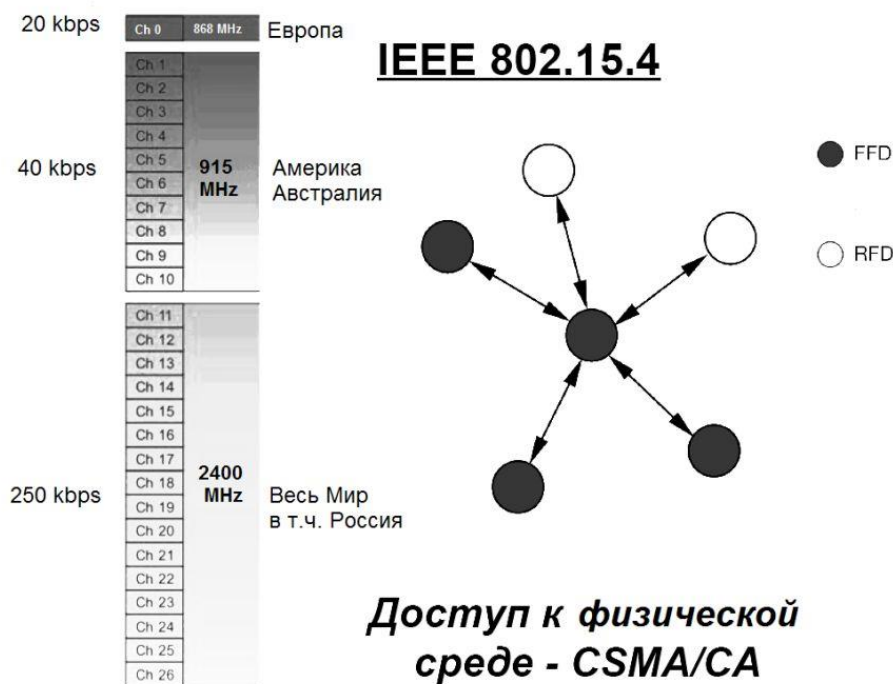 20 kbps
Ch 0
868 MHz
Европа
IEEE 802.15.4
Ch 1
Ch 2
Ch 3
Ch 4
Ch 5
Ch 6
Ch 7
Ch 8
Ch 9
Ch 10
40 kbps
915
MHz
Америка
Австралия
FFD
RFD
Ch 11
Ch 12
Ch 13
Ch 14
Ch 15
Ch 16
Ch 17
Ch 18
Ch 19
Ch 20
Ch 21
Ch 22
Ch 23
Ch 24
Ch 25
Ch 26
250 kbps
2400
MHz
Весь Мир
в т.ч. Россия
Доступ к физической
среде - CSMA/CA